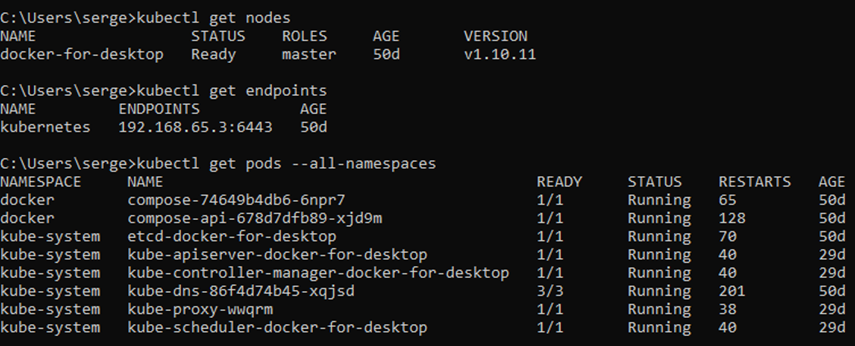 C:\Users\serge>kubectl get nodes
NAME STATUS ROLES AGE VERSION
docker-for-desktop Ready master 50d v1.10.11
C:\Users\serge>kubectl get endpoints
NAME ENDPOINTS AGE
kubernetes 192.168.65.3:6443 50d
C:\Users\serge>kubectl get pods --all-namespaces
NAMESPACE NAME READY STATUS RESTARTS AGE
docker compose-74649b4db6-6npr7 1/1 Running 65 50d
docker compose-api-678d7dfb89-xjd9m 1/1 Running 128 50d
kube-system etcd-docker-for-desktop 1/1 Running 70 50d
kube-system kube-apiserver-docker-for-desktop 1/1 Running 40 29d
kube-system kube-controller-manager-docker-for-desktop 1/1 Running 40 29d
kube-system kube-dns-86f4d74b45-xqjsd 3/3 Running 201 50d
kube-system kube-proxy-wwqrm 1/1 Running 38 29d
kube-system kube-scheduler-docker-for-desktop 1/1 Running 40 29d